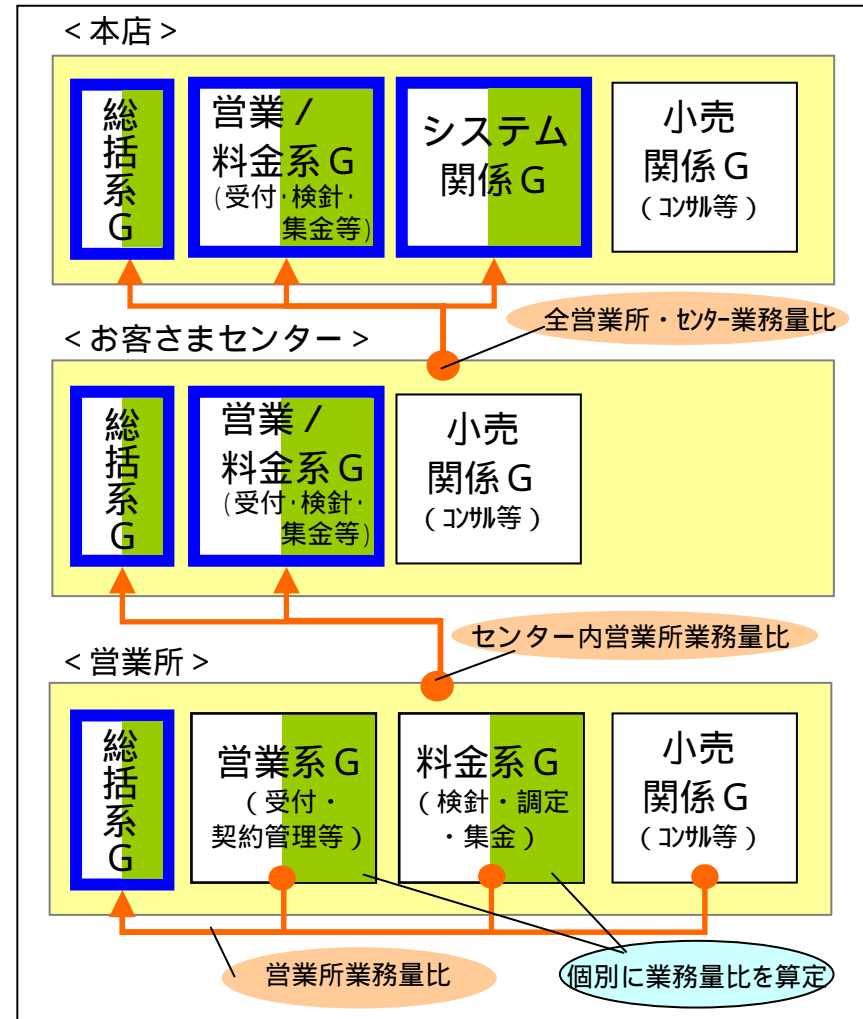 <本店>
総括系G
営業/
料金系G
(受付・検針・
集金等)
システム
関係G
小売
関係G
(コンサル等)
全営業所・センター業務量比
<お客さまセンター>
総括系G
営業/
料金系G
(受付・検針・
集金等)
小売
関係G
(コンサル等)
センター内営業所業務量比
<営業所>
総括系G
営業系G
(受付・
契約管理等)
料金系G
(検針・調定
・集金)
小売
関係G
(コンサル等)
営業所業務量比
個別に業務量比を算定